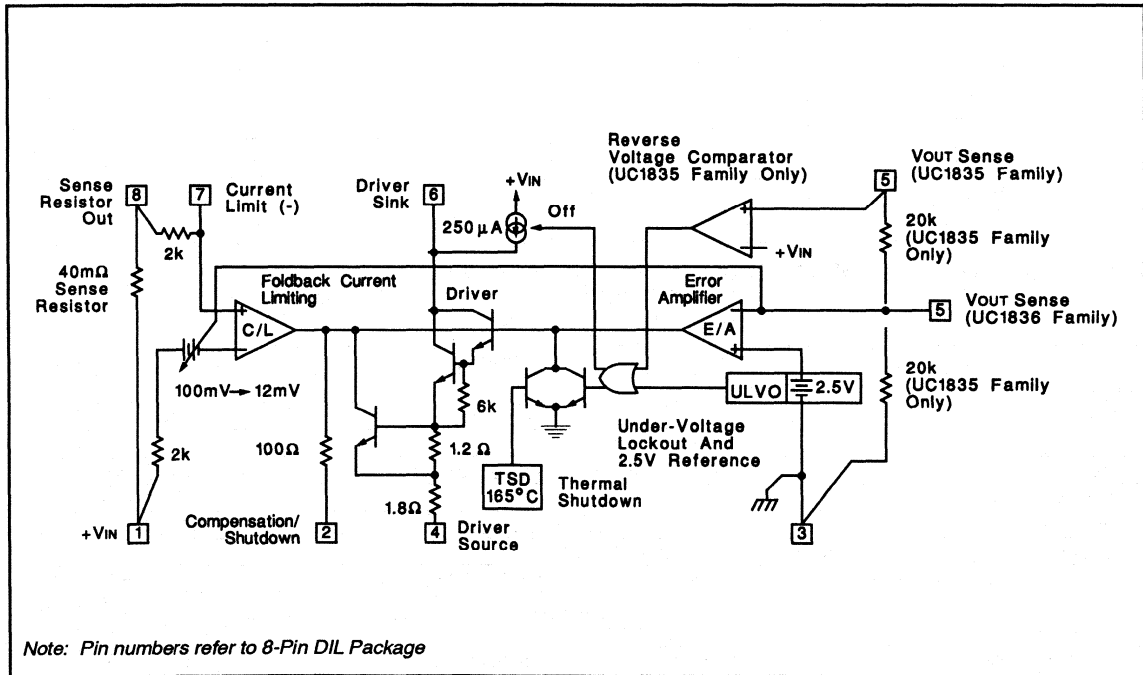 Reverse
Voltage Comparator
(UC1835 Family Only)
VOUT Sense
(UC1835 Family)
Sense
Resistor
Out
8
7
Current
Limit (-)
Driver
Sink
6
+VIN
5
250 µA
Off
+
-
+VIN
20k
(UC1835 Family
Only)
2k
40mΩ
Sense
Resistor
Foldback Current
Limiting
Driver
Error
Amplifier
+
C/L
-
-
E/A
+
5
VOUT Sense
(UC1836 Family)
100mV→12mV
6k
ULVO
2.5V
20k
(UC1835 Family
Only)
2k
100Ω
1.2 Ω
Under-Voltage
Lockout And
2.5V Reference
TSD
165°C
Thermal
Shutdown
1.8Ω
+VIN
1
Compensation/
Shutdown
2
4
Driver
Source
3
Note: Pin numbers refer to 8-Pin DIL Package